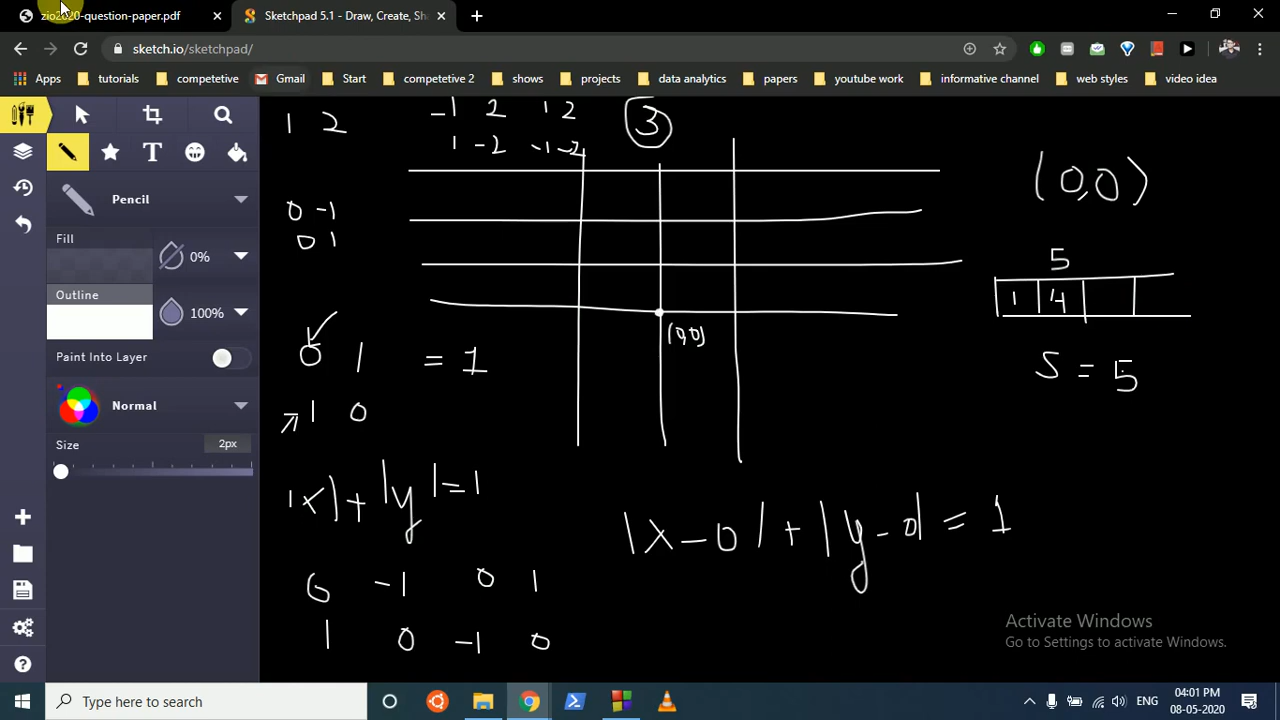 zio2020-question-paper.pdf
Sketchpad 5.1 - Draw, Create, Sha
sketch.io/sketchpad/
Apps tutorials competetive Gmail Start competetive 2 shows projects data analytics papers youtube work informative channel web styles video idea
1 2
-1 2 1 2
1 -2 -1 -2
3
(0,0)
Pencil
Fill
0%
Outline
100%
Paint Into Layer
Normal
Size
2px
0 -1
0 1
5
1 4
S = 5
(0,0)
0 1 = 1
1 0
|x| + |y| = 1
|x-0| + |y-0| = 1
0 -1 0 1
1 0 -1 0
Activate Windows
Go to Settings to activate Windows.
Type here to search
ENG
04:01 PM
08-05-2020